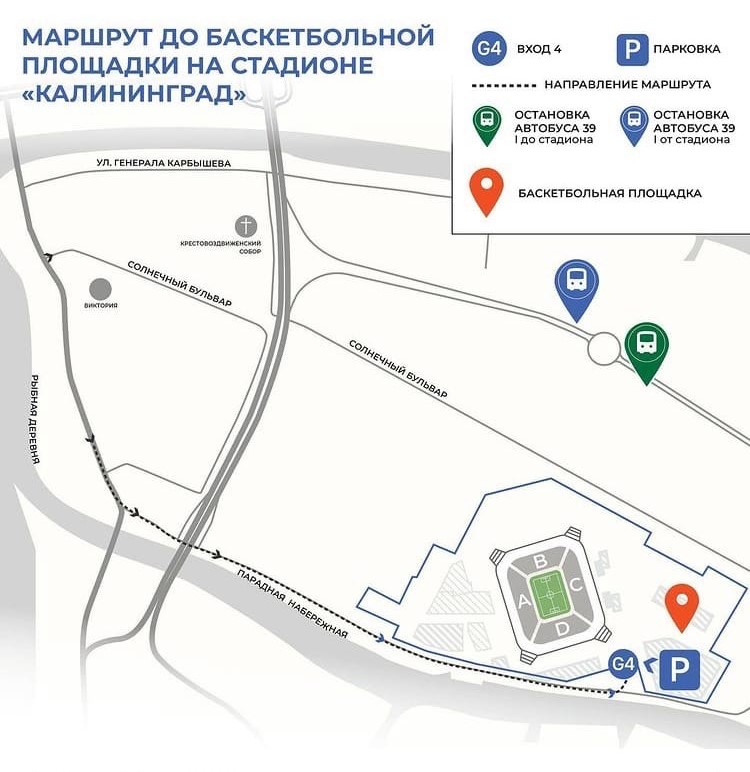 МАРШРУТ ДО БАСКЕТБОЛЬНОЙ
ПЛОЩАДКИ НА СТАДИОНЕ
«КАЛИНИНГРАД»
G4 ВХОД 4
P ПАРКОВКА
НАПРАВЛЕНИЕ МАРШРУТА
ОСТАНОВКА
АВТОБУСА 39
I до стадиона
ОСТАНОВКА
АВТОБУСА 39
I от стадиона
БАСКЕТБОЛЬНАЯ ПЛОЩАДКА
УЛ. ГЕНЕРАЛА КАРБЫШЕВА
КРЕСТОВОЗДВИЖЕНСКИЙ
СОБОР
СОЛНЕЧНЫЙ БУЛЬВАР
ВИКТОРИЯ
СОЛНЕЧНЫЙ БУЛЬВАР
РЫБНАЯ ДЕРЕВНЯ
ПАРАДНАЯ НАБЕРЕЖНАЯ
B
A
C
D
G4
P